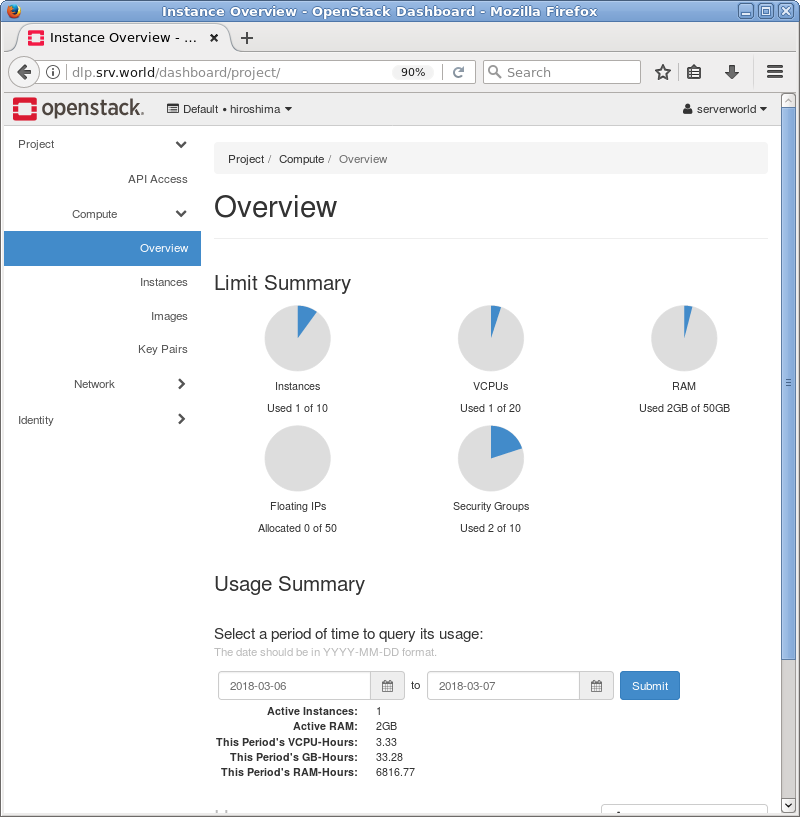 Instance Overview - OpenStack Dashboard - Mozilla Firefox
Instance Overview - ...
dlp.srv.world/dashboard/project/
90%
Search
openstack.
Default • hiroshima
serverworld
Project
API Access
Compute
Overview
Instances
Images
Key Pairs
Network
Identity
Project / Compute / Overview
Overview
Limit Summary
Instances
Used 1 of 10
VCPUs
Used 1 of 20
RAM
Used 2GB of 50GB
Floating IPs
Allocated 0 of 50
Security Groups
Used 2 of 10
Usage Summary
Select a period of time to query its usage:
The date should be in YYYY-MM-DD format.
2018-03-06 to 2018-03-07 Submit
Active Instances: 1
Active RAM: 2GB
This Period's VCPU-Hours: 3.33
This Period's GB-Hours: 33.28
This Period's RAM-Hours: 6816.77